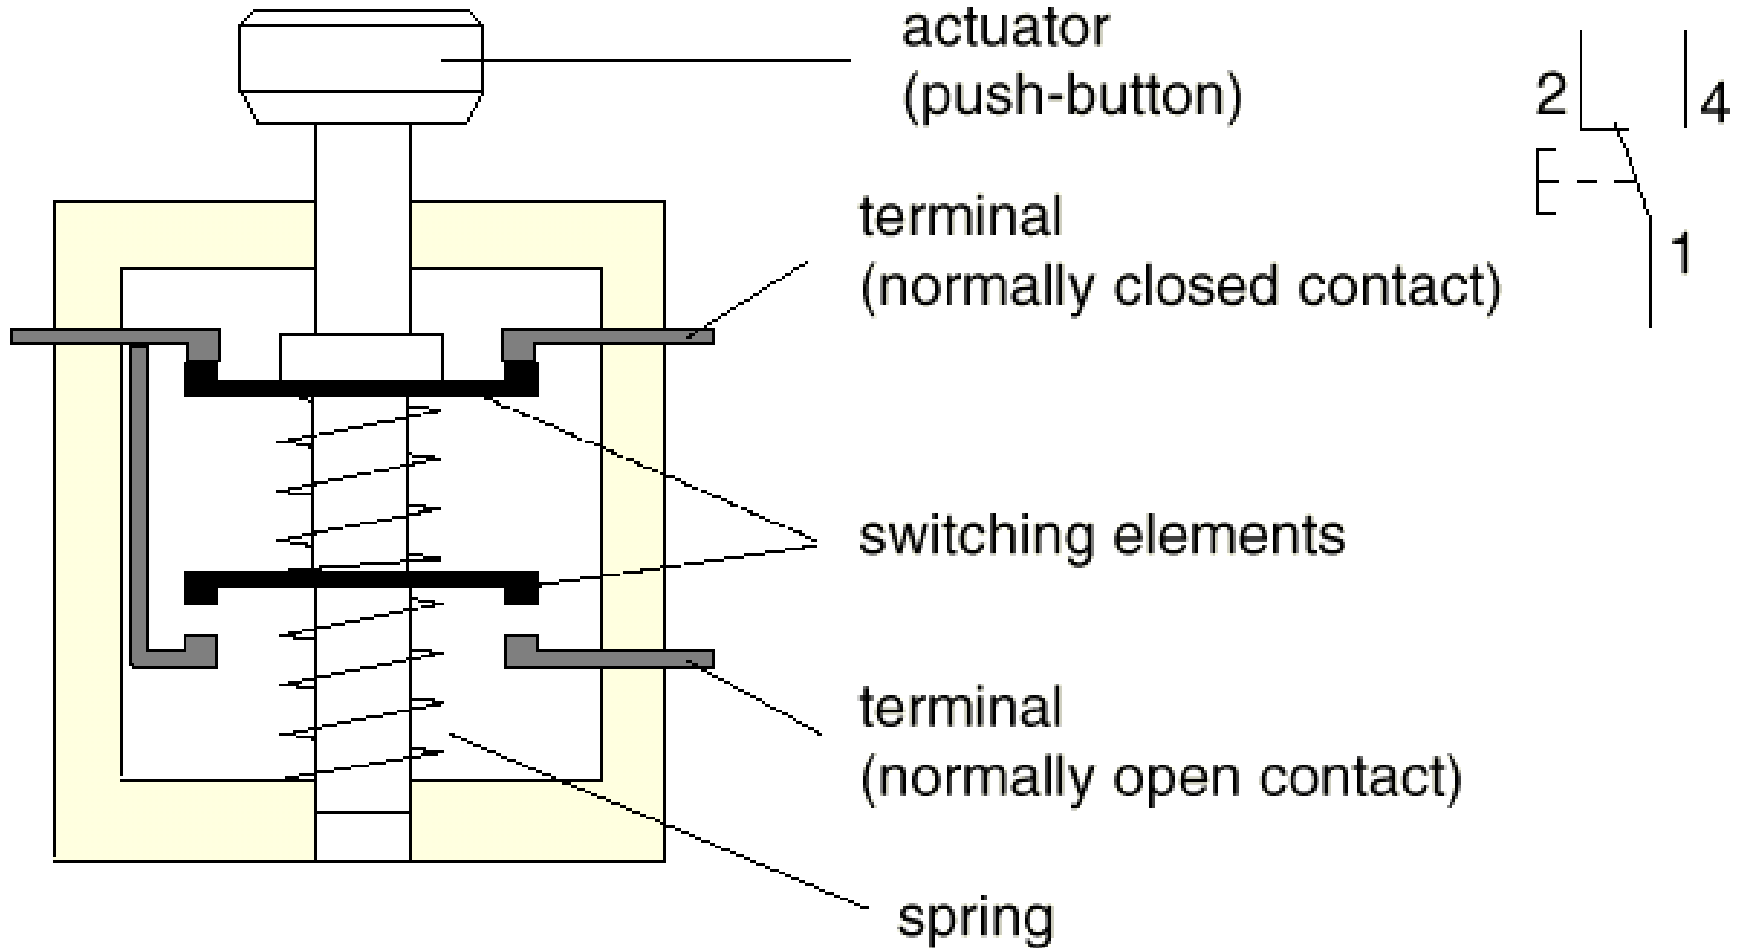 actuator
(push-button)
2
4
terminal
(normally closed contact)
1
switching elements
terminal
(normally open contact)
spring